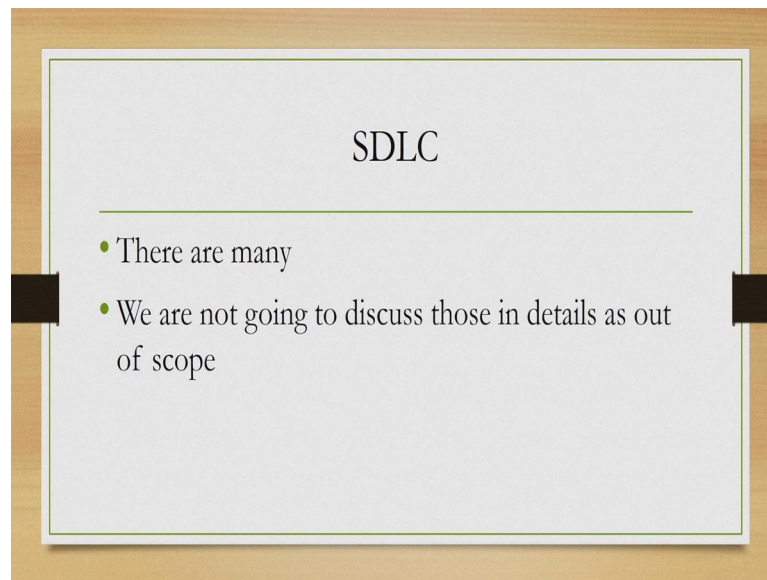 SDLC
• There are many
• We are not going to discuss those in details as out
of scope